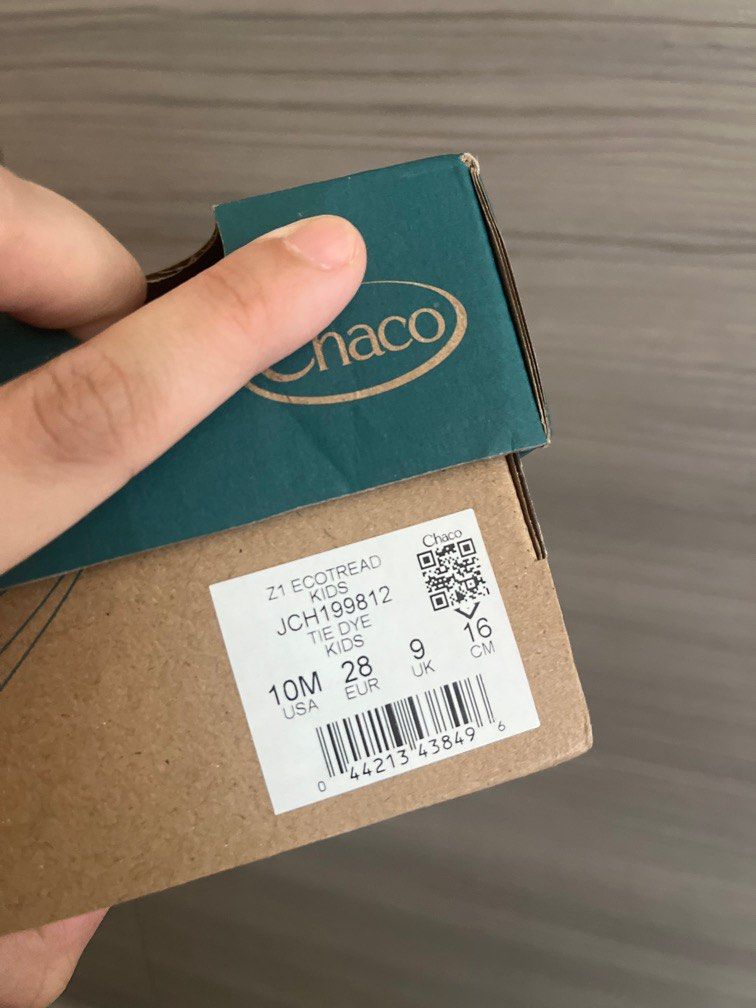 Chaco
Chaco
Z1 ECOTREAD
KIDS
JCH199812
TIE DYE
KIDS
10M 28 9 16
USA EUR UK CM
0 44213 43849 6